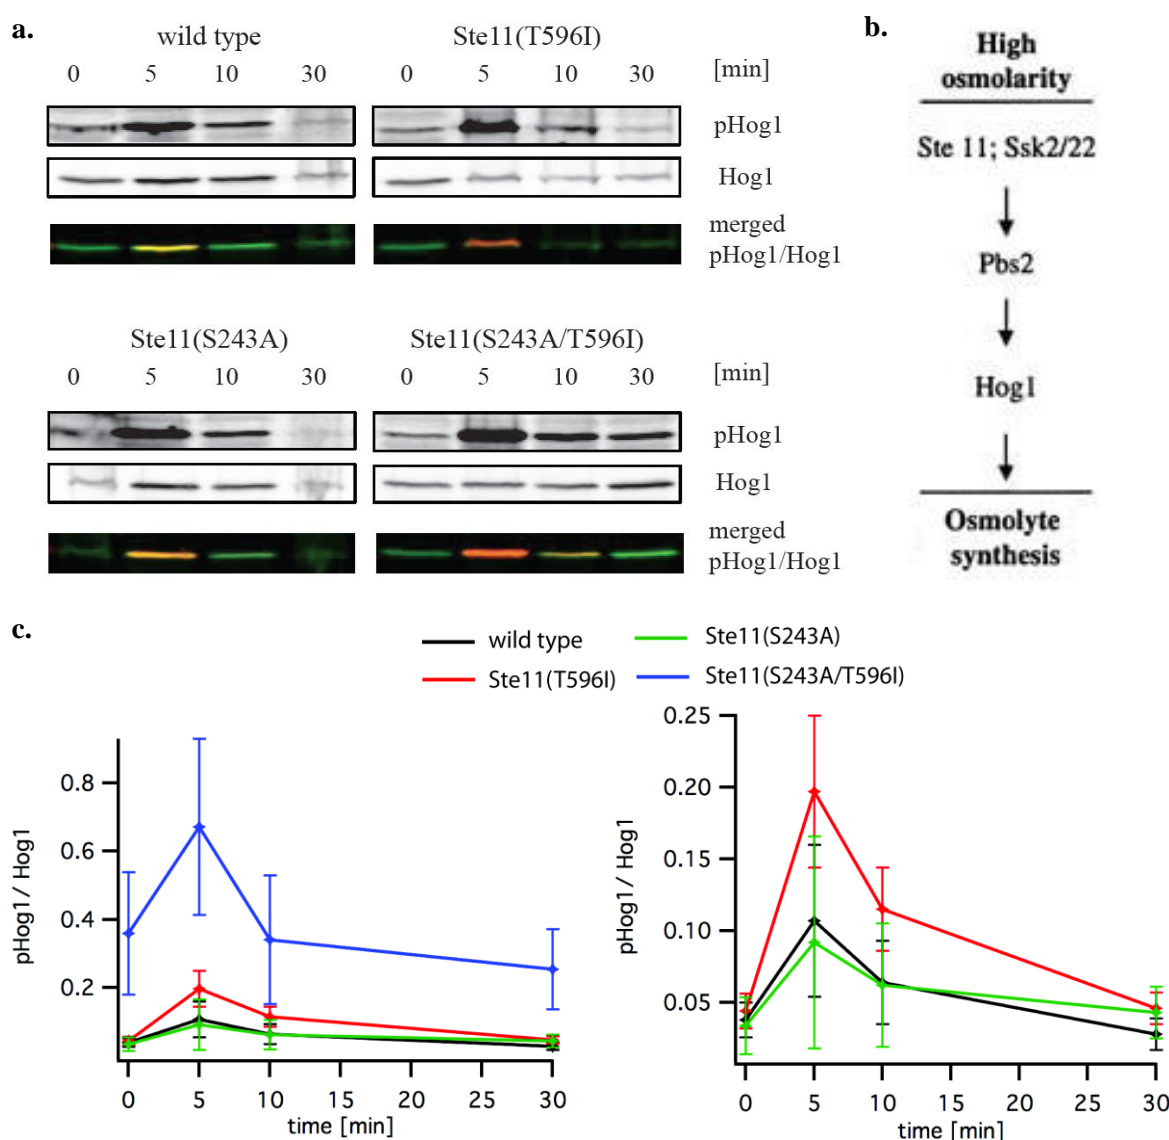 a.
wild type
Ste11(T596I)
0 5 10 30 0 5 10 30 [min]
pHog1
Hog1
merged
pHog1/Hog1
Ste11(S243A)
Ste11(S243A/T596I)
0 5 10 30 0 5 10 30 [min]
pHog1
Hog1
merged
pHog1/Hog1
b.
High
osmolarity
Ste 11; Ssk2/22
Pbs2
Hog1
Osmolyte
synthesis
c.
wild type
Ste11(S243A)
Ste11(T596I)
Ste11(S243A/T596I)
pHog1/ Hog1
0.8
0.6
0.4
0.2
0 5 10 15 20 25 30
time [min]
pHog1/ Hog1
0.25
0.20
0.15
0.10
0.05
0 5 10 15 20 25 30
time [min]